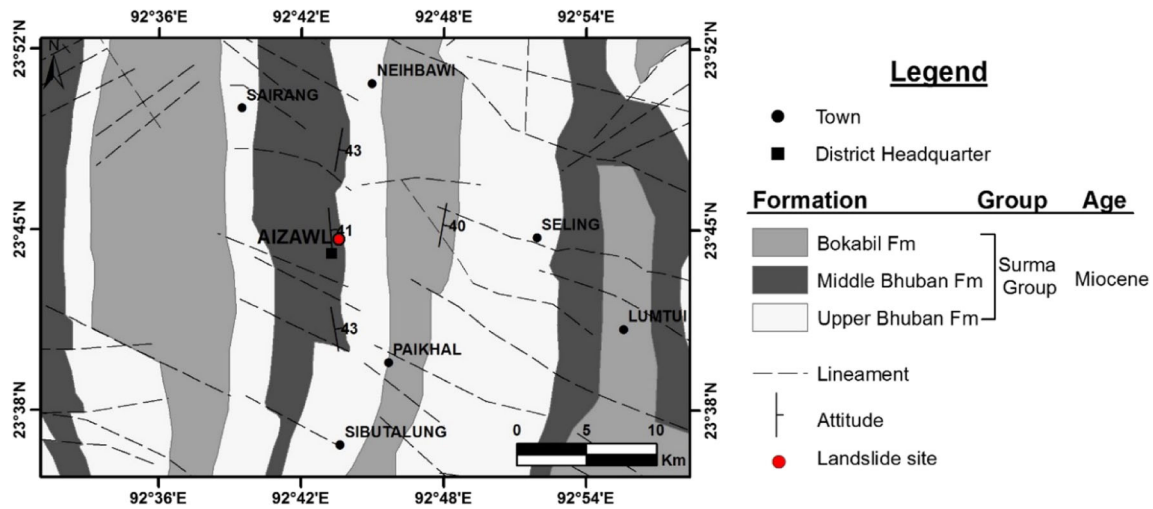 92°36'E 92°42'E 92°48'E 92°54'E
23°52'N
23°52'N
N
NEIHBAWI
SAIRANG
43
23°45'N
23°45'N
41
40
SELING
AIZAWL
LUMTUI
43
PAIKHAL
23°38'N
23°38'N
SIBUTALUNG
0 5 10
Km
92°36'E 92°42'E 92°48'E 92°54'E
Legend
Town
District Headquarter
Formation Group Age
Bokabil Fm
Middle Bhuban Fm
Upper Bhuban Fm
Surma
Group
Miocene
Lineament
Attitude
Landslide site